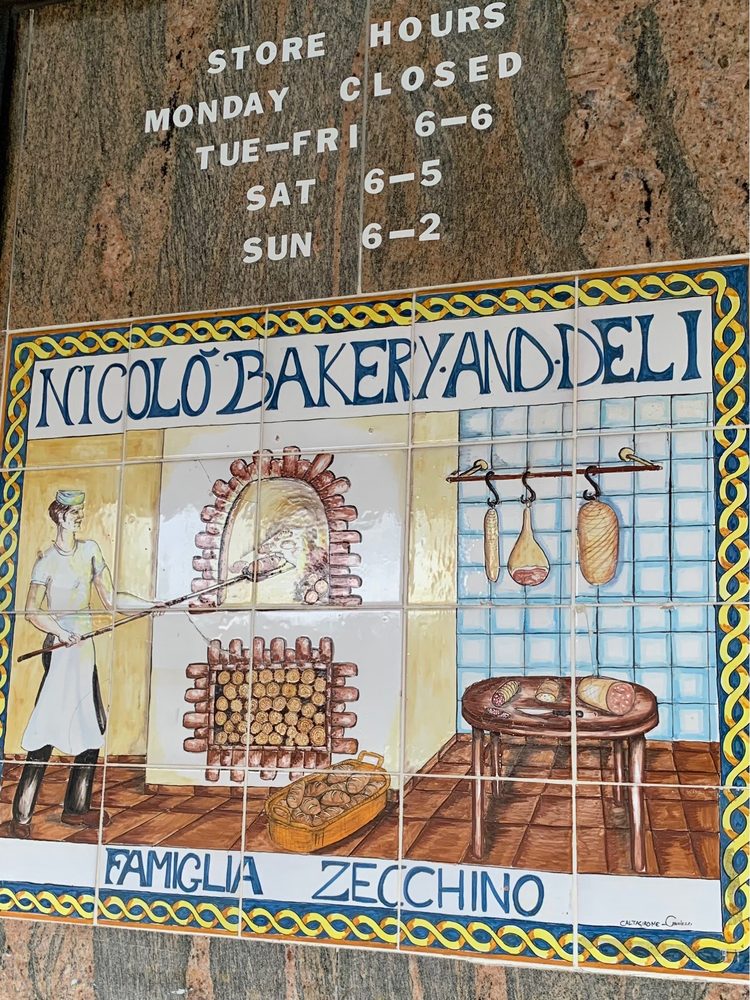 STORE HOURS
MONDAY CLOSED
TUE-FRI 6-6
SAT 6-5
SUN 6-2
NICOLÒ BAKERY·AND·DELI
FAMIGLIA ZECCHINO
CALTAGIRONE